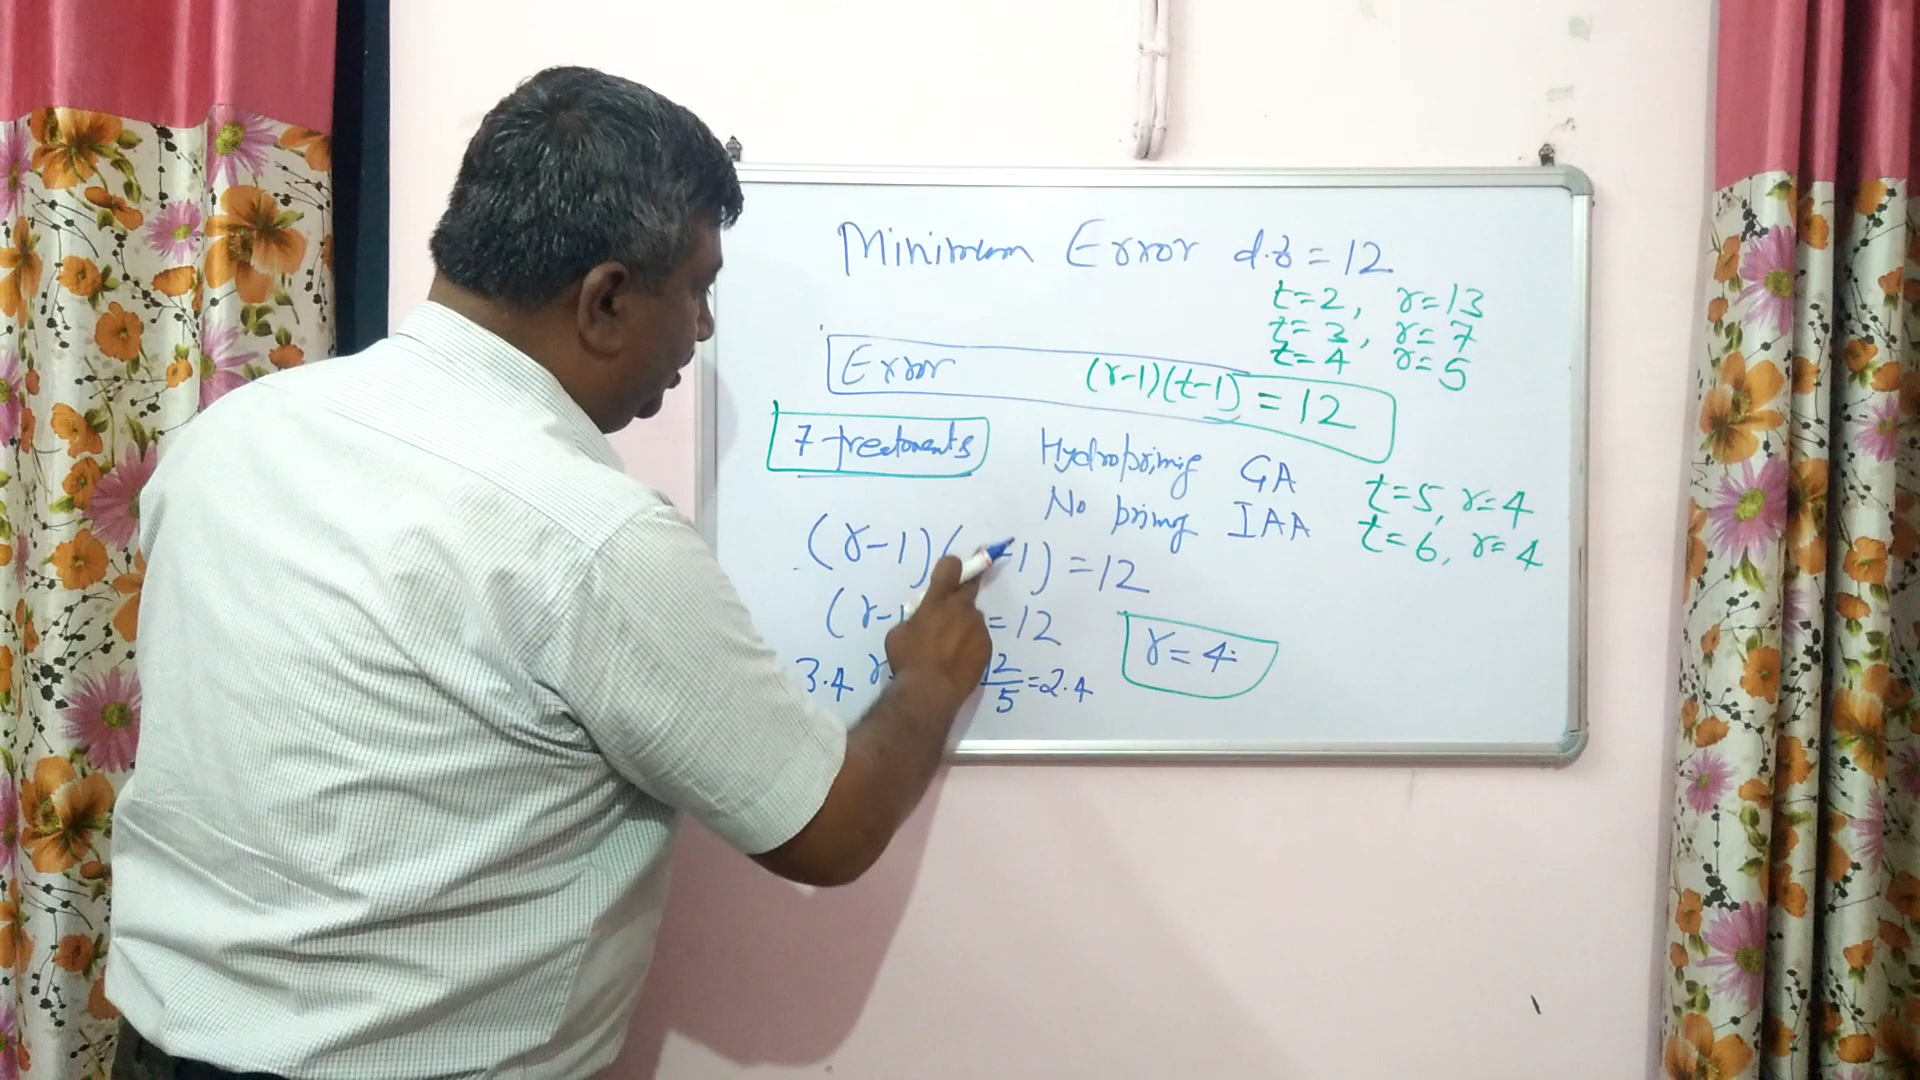 Minimum Error d.f = 12
t=2, r=13
t=3, r=7
t=4 r=5
Error (r-1)(t-1) = 12
7 treatments
Hydropriming GA
No priming IAA
t=5, r=4
t=6, r=4
(r-1)( -1) = 12
(r-1 =12
3.4 r 12/5 = 2.4
r=4